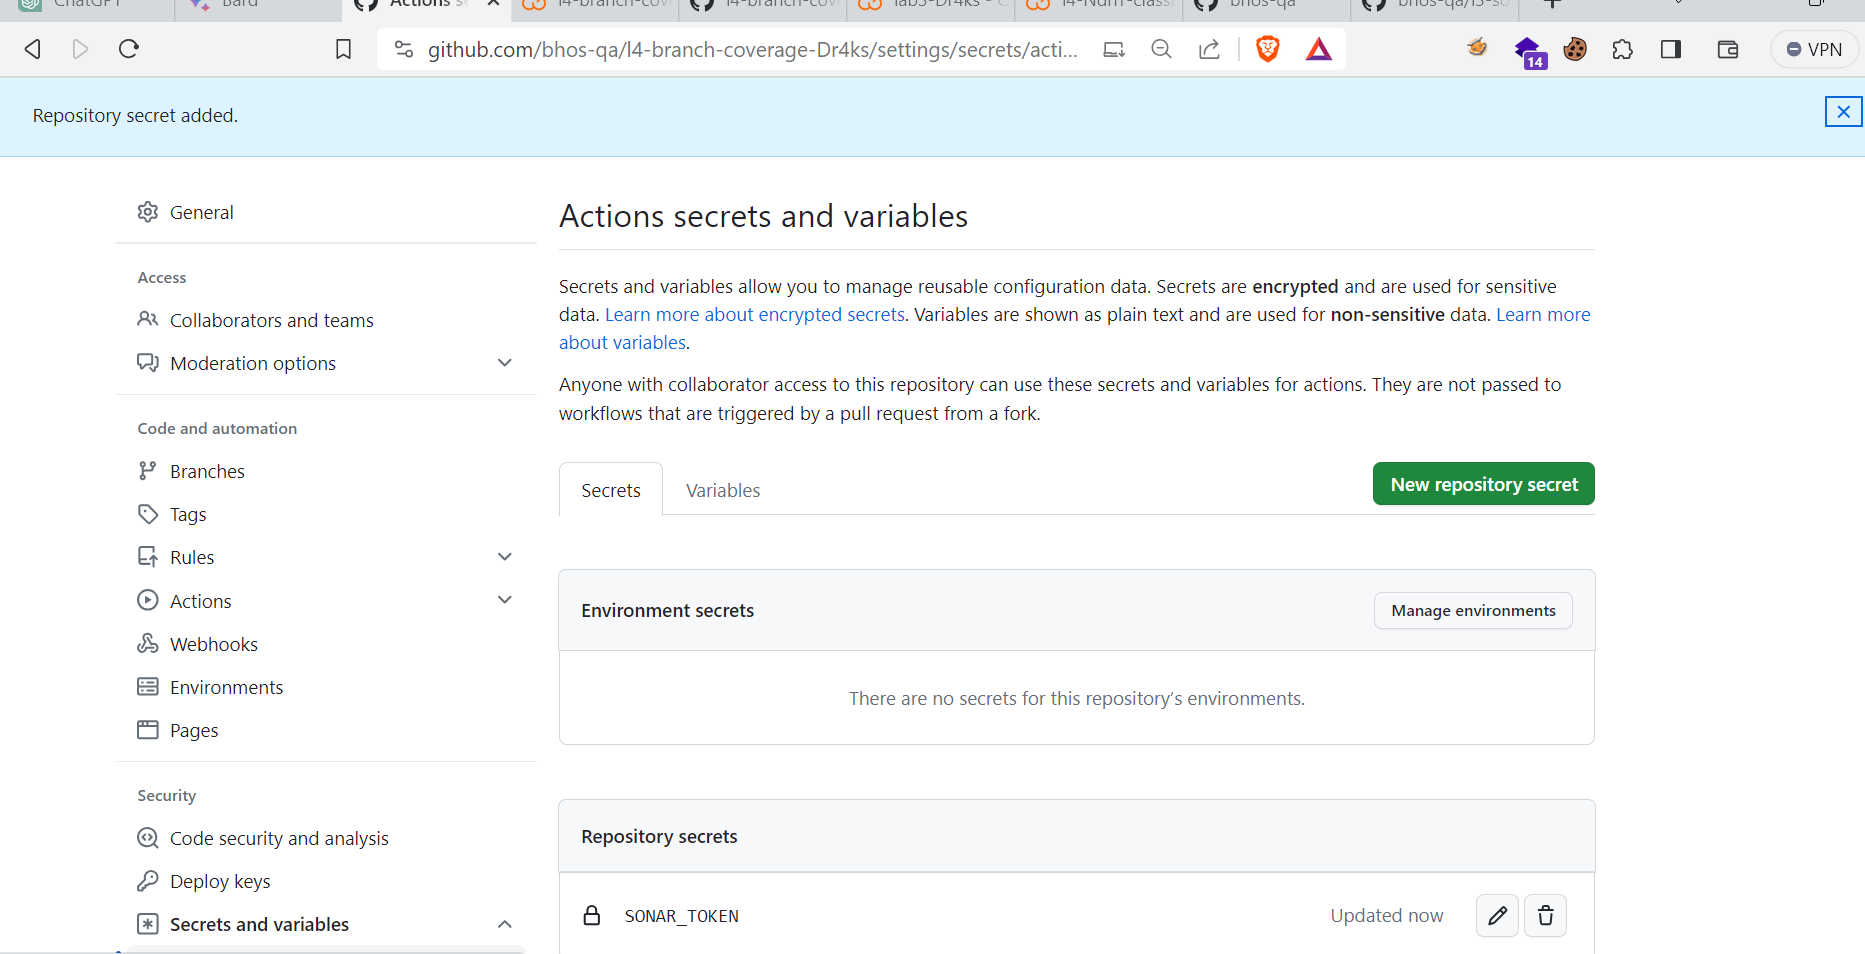 ChatGPT
Bard
Actions se
l4-branch-cov
l4-branch-cov
lab3-Dr4ks - C
bhos-qa
bhos-qa/l3-so
github.com/bhos-qa/l4-branch-coverage-Dr4ks/settings/secrets/acti...
14
VPN
Repository secret added.
General
Access
Collaborators and teams
Moderation options
Code and automation
Branches
Tags
Rules
Actions
Webhooks
Environments
Pages
Security
Code security and analysis
Deploy keys
Secrets and variables
Actions secrets and variables
Secrets and variables allow you to manage reusable configuration data. Secrets are encrypted and are used for sensitive
data. Learn more about encrypted secrets. Variables are shown as plain text and are used for non-sensitive data. Learn more
about variables.
Anyone with collaborator access to this repository can use these secrets and variables for actions. They are not passed to
workflows that are triggered by a pull request from a fork.
Secrets
Variables
New repository secret
Environment secrets
Manage environments
There are no secrets for this repository's environments.
Repository secrets
SONAR_TOKEN
Updated now